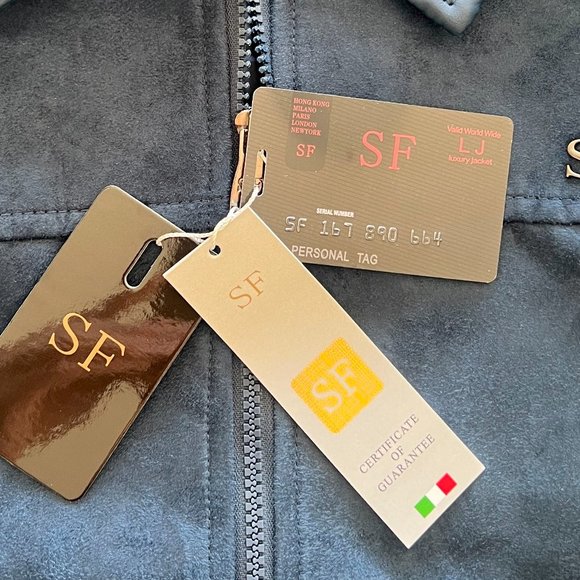 HONG KONG
MILANO
PARIS
LONDON
NEWYORK
SF
SF
Valid World Wide
LJ
luxury jacket
SERIAL NUMBER
SF 167 890 664
PERSONAL TAG
SF
SF
SF
CERTIFICATE
OF
GUARANTEE
S